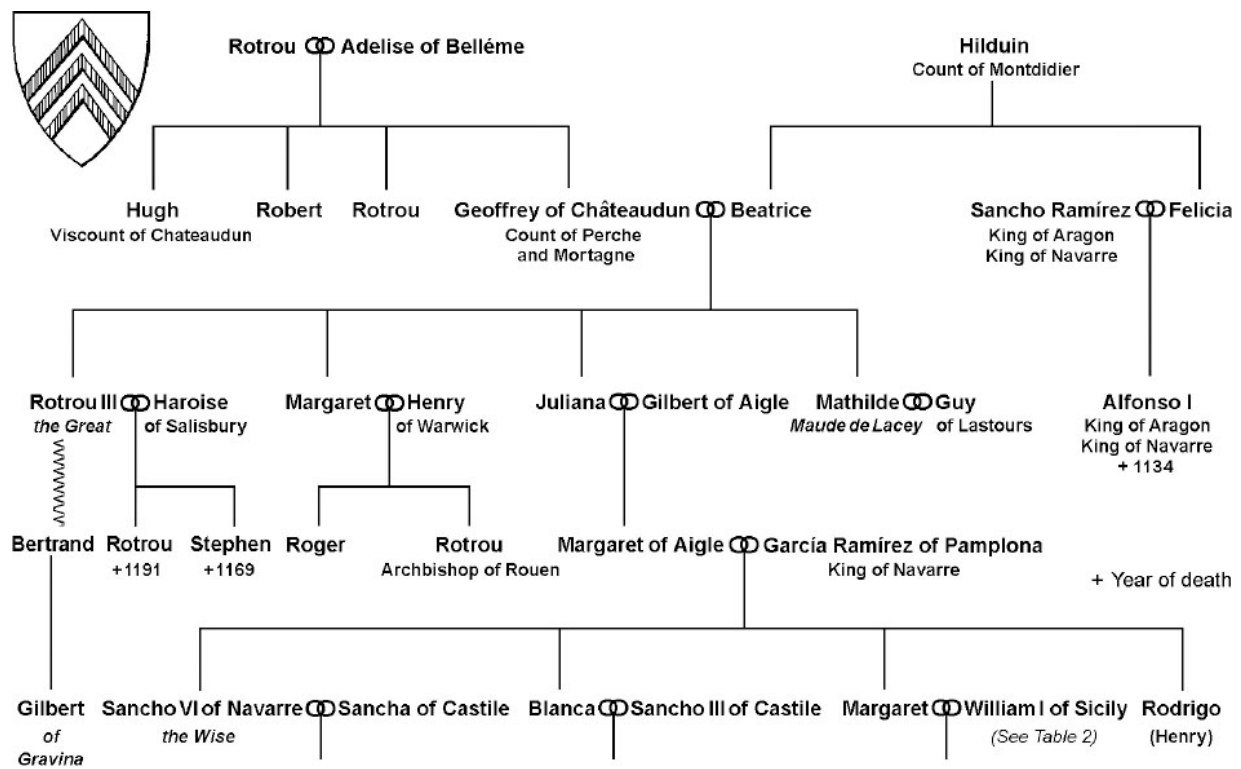 Rotrou Adelise of Belléme
Hilduin
Count of Montdidier
Hugh
Viscount of Chateaudun
Robert
Rotrou
Geoffrey of Châteaudun Beatrice
Count of Perche
and Mortagne
Sancho Ramírez Felicia
King of Aragon
King of Navarre
Rotrou III Haroise
the Great of Salisbury
Margaret Henry
of Warwick
Juliana Gilbert of Aigle
Mathilde Guy
Maude de Lacey of Lastours
Alfonso I
King of Aragon
King of Navarre
+ 1134
Bertrand
Rotrou
+1191
Stephen
+1169
Roger
Rotrou
Archbishop of Rouen
Margaret of Aigle García Ramírez of Pamplona
King of Navarre
+ Year of death
Gilbert
of
Gravina
Sancho VI of Navarre Sancha of Castile
the Wise
Blanca Sancho III of Castile
Margaret William I of Sicily
(See Table 2)
Rodrigo
(Henry)